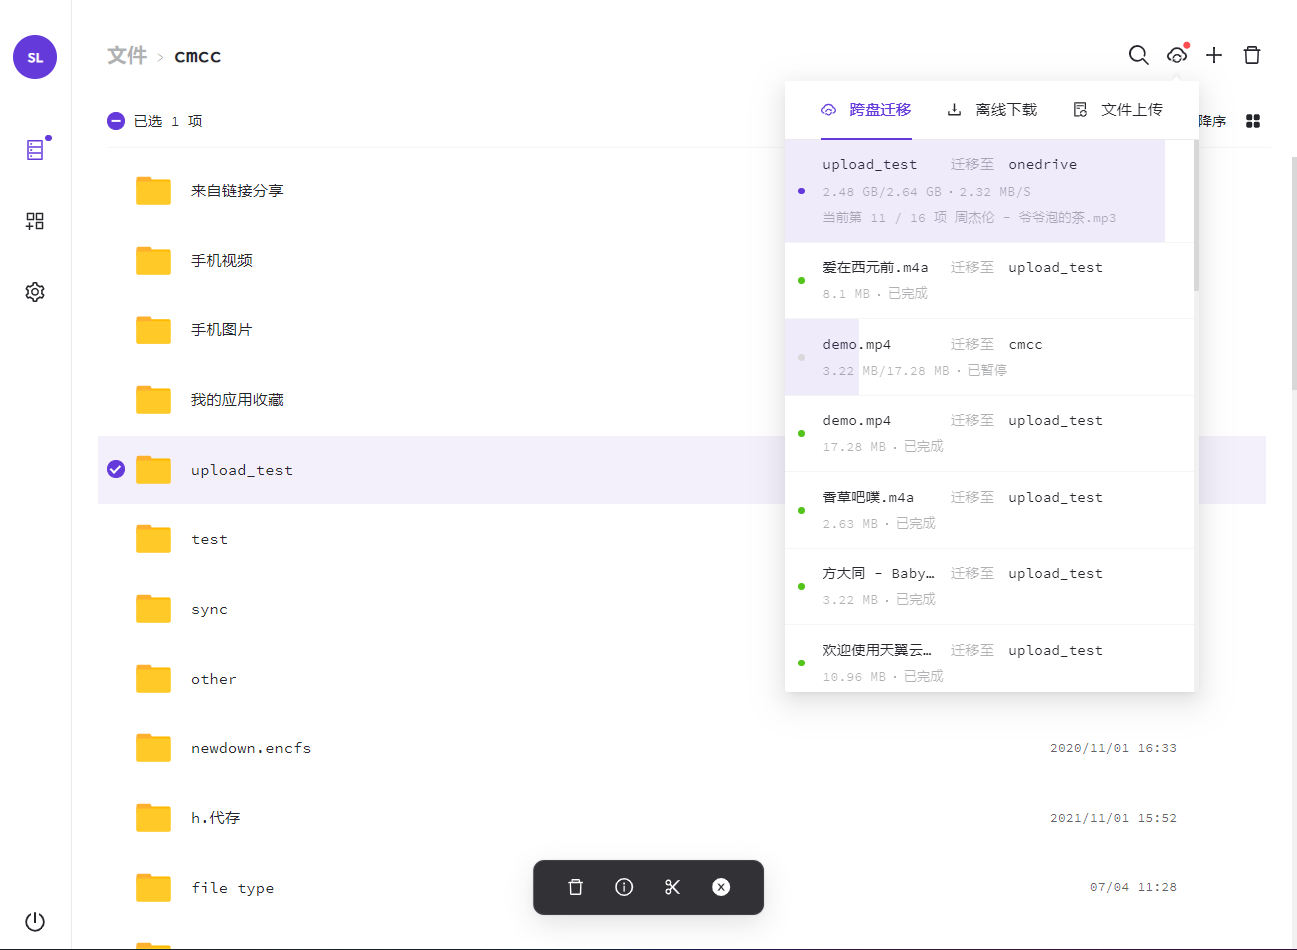 SL
文件 > cmcc
已选 1 项
降序
跨盘迁移 离线下载 文件上传
upload_test 迁移至 onedrive
2.48 GB/2.64 GB · 2.32 MB/S
当前第 11 / 16 项 周杰伦 - 爷爷泡的茶.mp3
爱在西元前.m4a 迁移至 upload_test
8.1 MB · 已完成
demo.mp4 迁移至 cmcc
3.22 MB/17.28 MB · 已暂停
demo.mp4 迁移至 upload_test
17.28 MB · 已完成
香草吧噗.m4a 迁移至 upload_test
2.63 MB · 已完成
方大同 - Baby… 迁移至 upload_test
3.22 MB · 已完成
欢迎使用天翼云… 迁移至 upload_test
10.96 MB · 已完成
来自链接分享
手机视频
手机图片
我的应用收藏
upload_test
test
sync
other
newdown.encfs 2020/11/01 16:33
h.代存 2021/11/01 15:52
file type 07/04 11:28